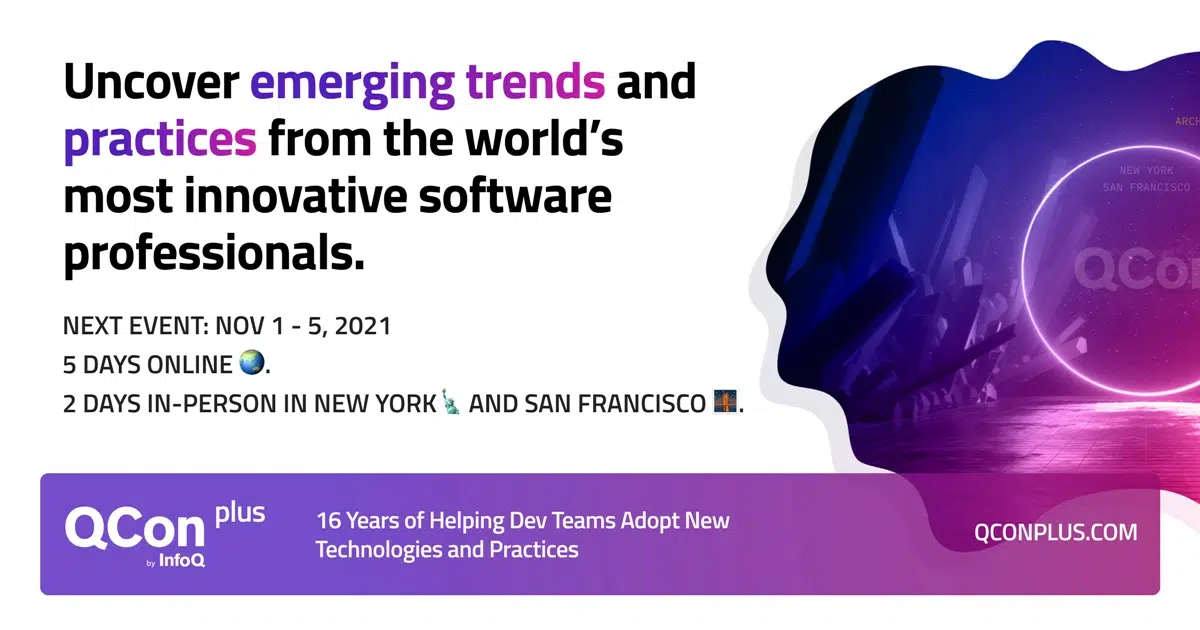 Uncover emerging trends and
practices from the world’s
most innovative software
professionals.
NEXT EVENT: NOV 1 - 5, 2021
5 DAYS ONLINE 🌏.
2 DAYS IN-PERSON IN NEW YORK🗽 AND SAN FRANCISCO 🌉.
NEW YORK
SAN FRANCISCO
QCon plus
by InfoQ
16 Years of Helping Dev Teams Adopt New
Technologies and Practices
QCONPLUS.COM